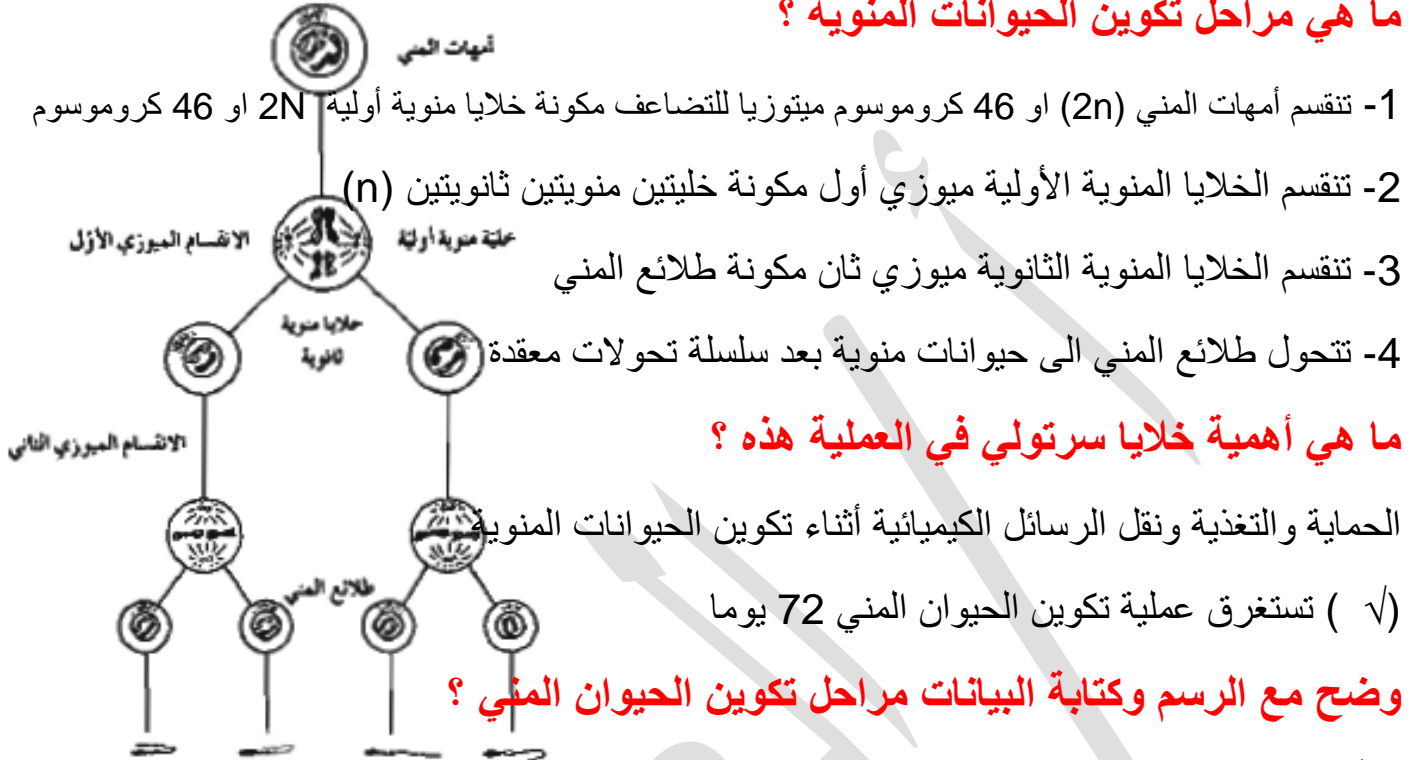 ما هي مراحل تكوين الحيوانات المنوية ؟
أمهات المني
1- تنقسم أمهات المني (2n) او 46 كروموسوم ميتوزيا للتضاعف مكونة خلايا منوية أولية 2N او 46 كروموسوم
2- تنقسم الخلايا المنوية الأولية ميوزي أول مكونة خليتين منويتين ثانويتين (n)
خلية منوية أولية
الانقسام الميوزي الأول
3- تنقسم الخلايا المنوية الثانوية ميوزي ثان مكونة طلائع المني
خلايا منوية
ثانوية
4- تتحول طلائع المني الى حيوانات منوية بعد سلسلة تحولات معقدة
الانقسام الميوزي الثاني
ما هي أهمية خلايا سرتولي في العملية هذه ؟
الحماية والتغذية ونقل الرسائل الكيميائية أثناء تكوين الحيوانات المنوية
طلائع المني
(√ ) تستغرق عملية تكوين الحيوان المني 72 يوما
وضح مع الرسم وكتابة البيانات مراحل تكوين الحيوان المني ؟